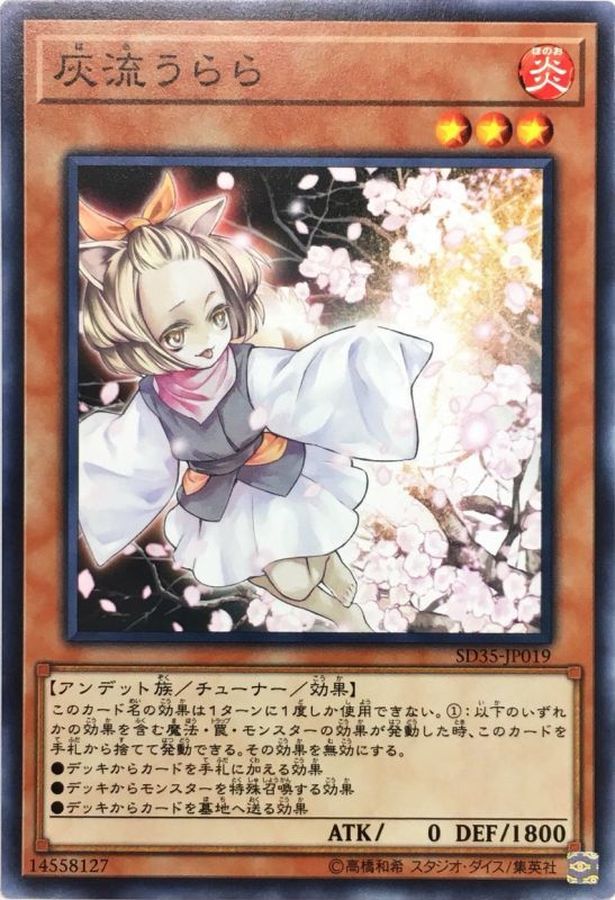 灰流うらら
炎
SD35-JP019
【アンデット族/チューナー/効果】
このカード名の効果は1ターンに1度しか使用できない。①:以下のいずれ
かの効果を含む魔法・罠・モンスターの効果が発動した時、このカードを
手札から捨てて発動できる。その効果を無効にする。
●デッキからカードを手札に加える効果
●デッキからモンスターを特殊召喚する効果
●デッキからカードを墓地へ送る効果
ATK/ 0 DEF/1800
14558127 ©高橋和希 スタジオ・ダイス/集英社